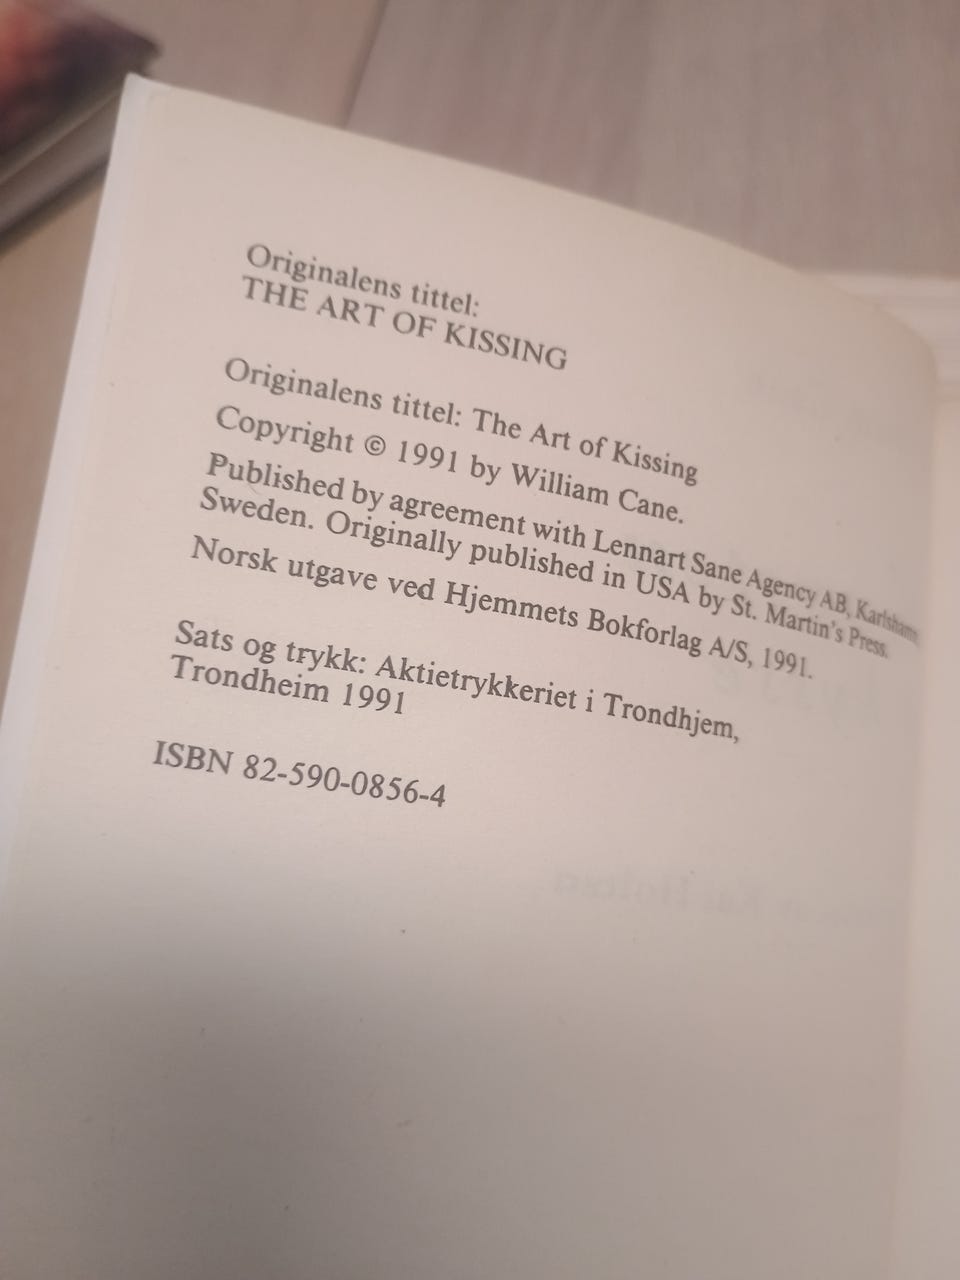 Originalens tittel:
THE ART OF KISSING
Originalens tittel: The Art of Kissing
Copyright © 1991 by William Cane.
Published by agreement with Lennart Sane Agency AB, Karlshamn,
Sweden. Originally published in USA by St. Martin's Press.
Norsk utgave ved Hjemmets Bokforlag A/S, 1991.
Sats og trykk: Aktietrykkeriet i Trondhjem,
Trondheim 1991
ISBN 82-590-0856-4